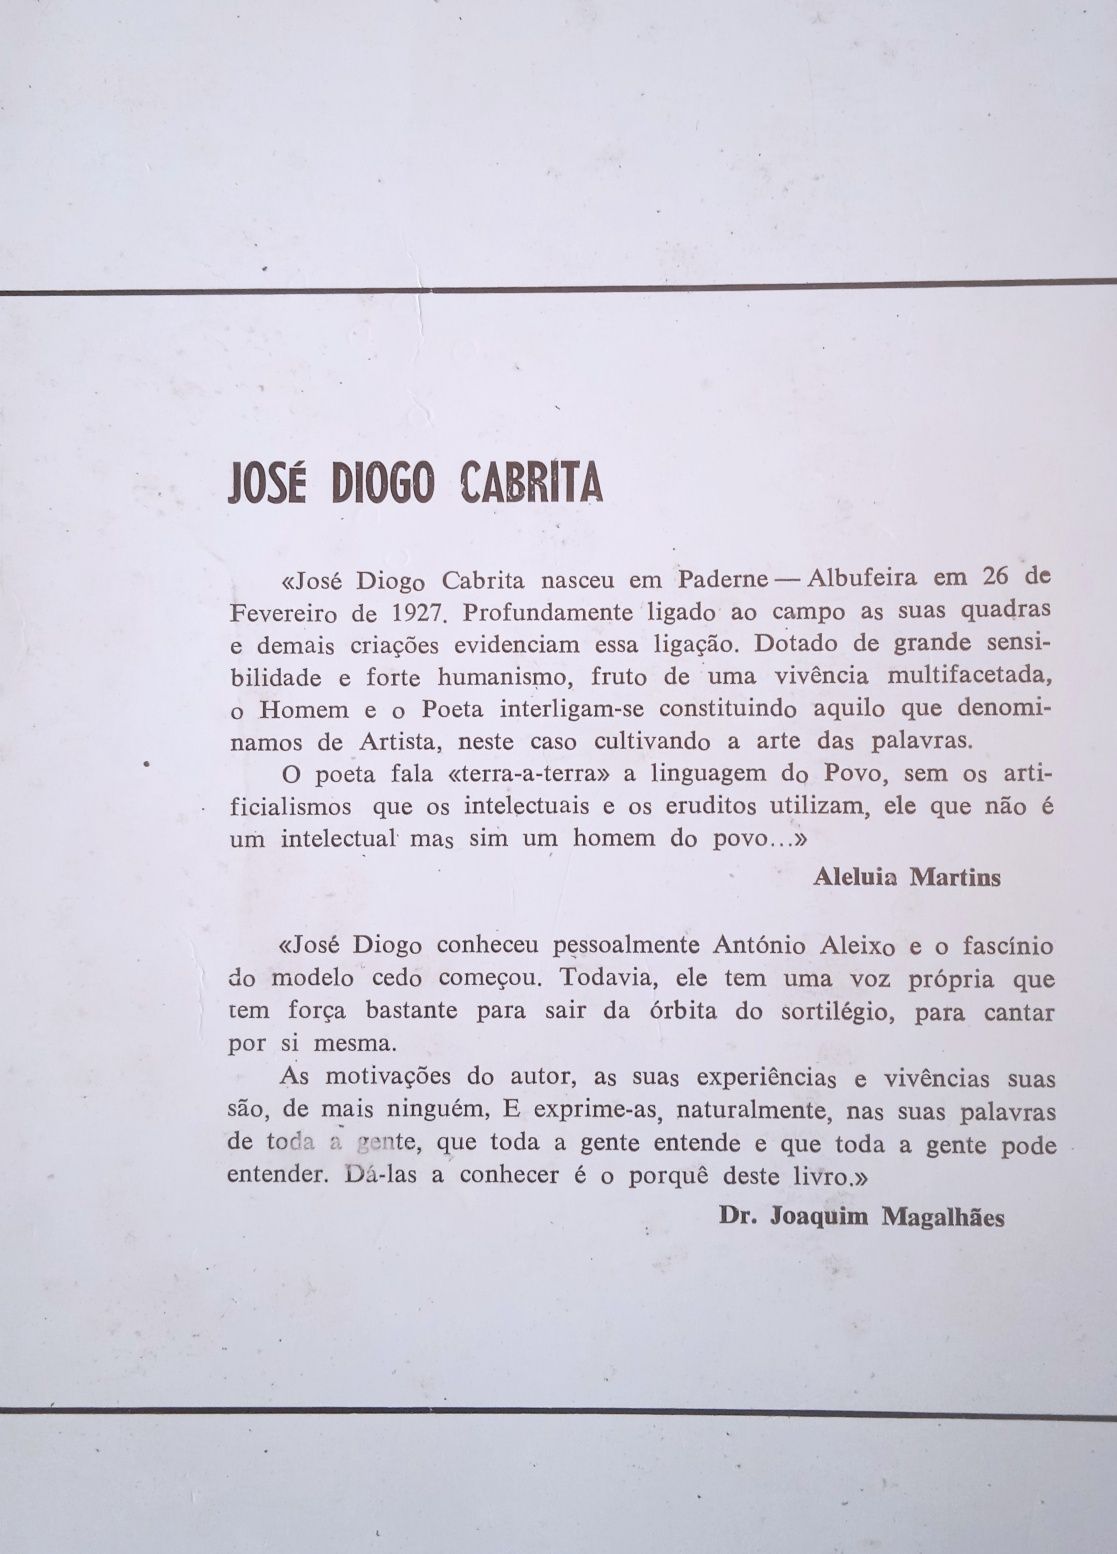 JOSÉ DIOGO CABRITA
«José Diogo Cabrita nasceu em Paderne — Albufeira em 26 de
Fevereiro de 1927. Profundamente ligado ao campo as suas quadras
e demais criações evidenciam essa ligação. Dotado de grande sensi-
bilidade e forte humanismo, fruto de uma vivência multifacetada,
o Homem e o Poeta interligam-se constituindo aquilo que denomi-
namos de Artista, neste caso cultivando a arte das palavras.
O poeta fala «terra-a-terra» a linguagem do Povo, sem os arti-
ficialismos que os intelectuais e os eruditos utilizam, ele que não é
um intelectual mas sim um homem do povo...»
Aleluia Martins
«José Diogo conheceu pessoalmente António Aleixo e o fascínio
do modelo cedo começou. Todavia, ele tem uma voz própria que
tem força bastante para sair da órbita do sortilégio, para cantar
por si mesma.
As motivações do autor, as suas experiências e vivências suas
são, de mais ninguém, E exprime-as, naturalmente, nas suas palavras
de toda a gente, que toda a gente entende e que toda a gente pode
entender. Dá-las a conhecer é o porquê deste livro.»
Dr. Joaquim Magalhães